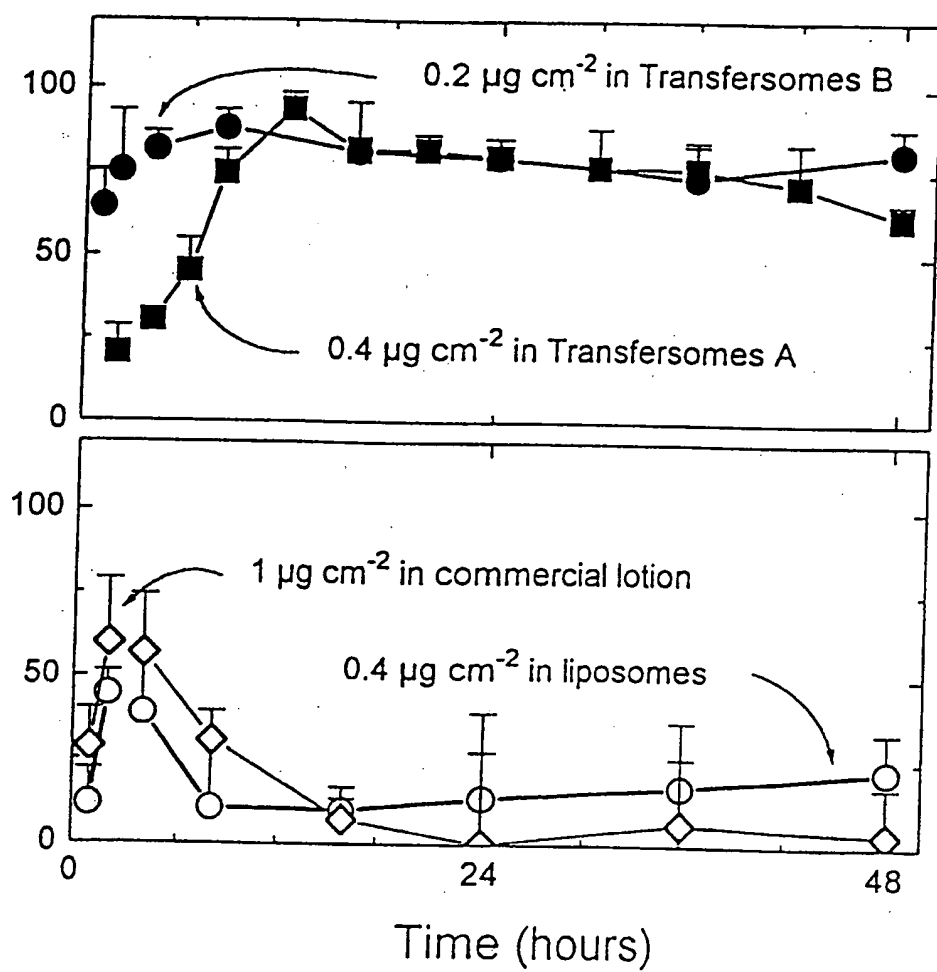 100
0.2 µg cm-2 in Transfersomes B
50
0.4 µg cm-2 in Transfersomes A
0
100
1 µg cm-2 in commercial lotion
50
0.4 µg cm-2 in liposomes
0
0 24 48
Time (hours)